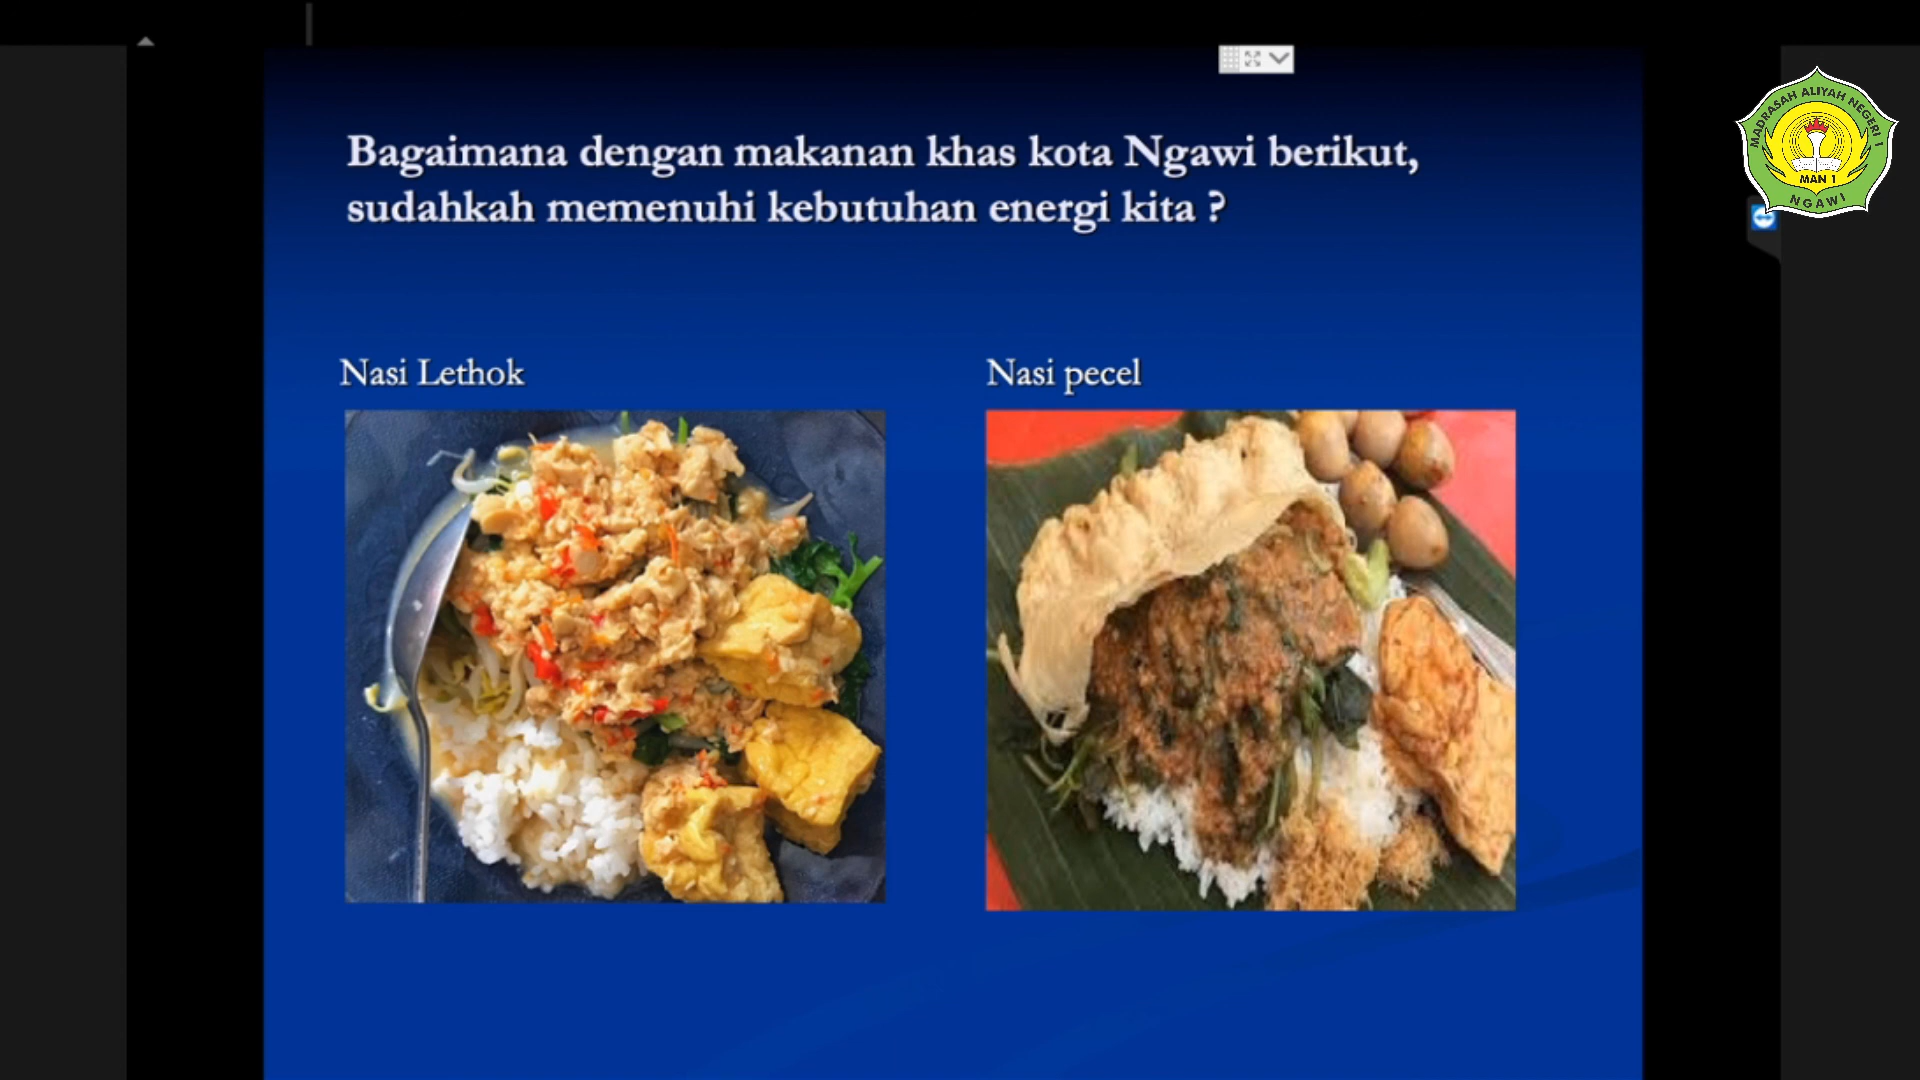 Bagaimana dengan makanan khas kota Ngawi berikut,
sudahkah memenuhi kebutuhan energi kita ?
Nasi Lethok
Nasi pecel
MADRASAH ALIYAH NEGERI 1
MAN 1
NGAWI